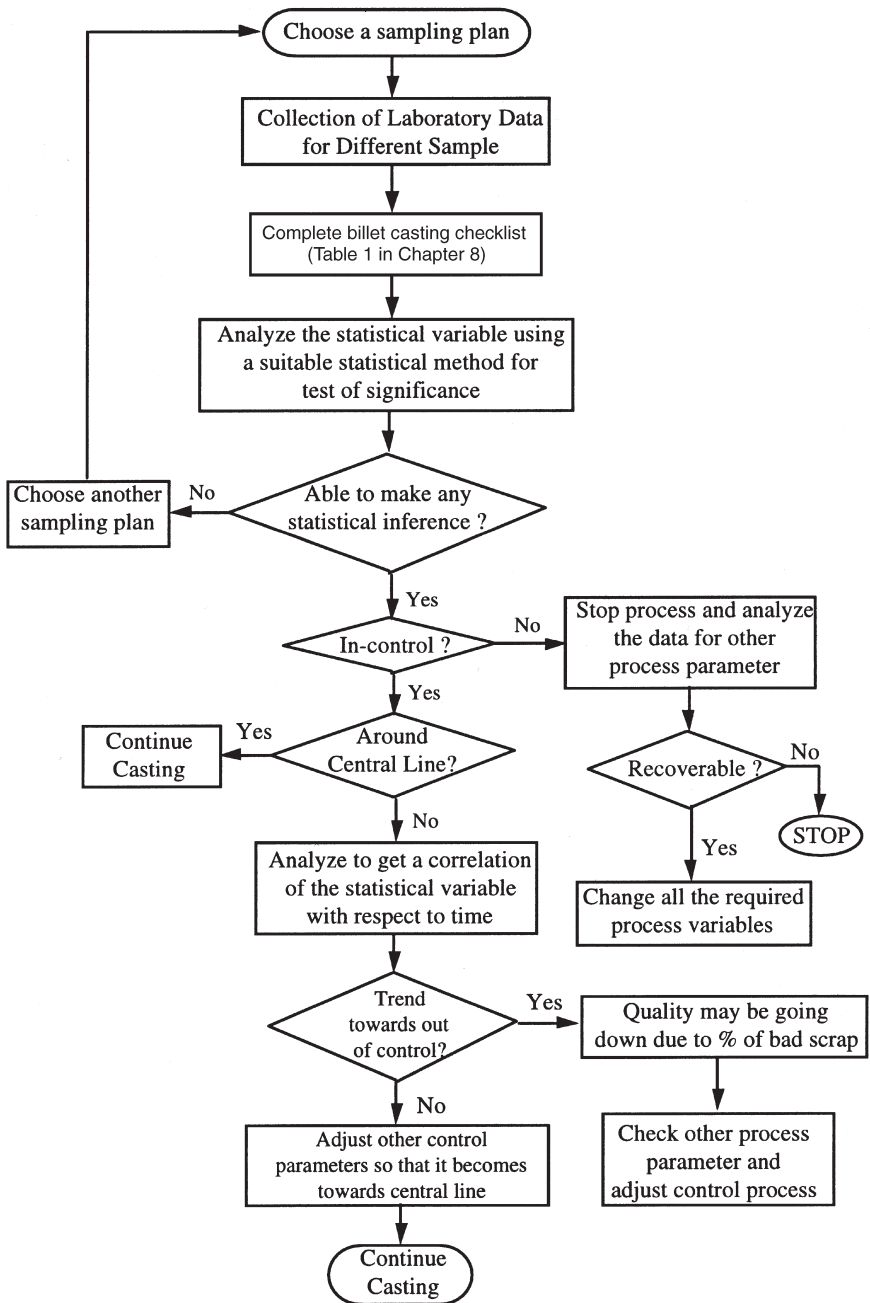 Choose a sampling plan
Collection of Laboratory Data
for Different Sample
Complete billet casting checklist
(Table 1 in Chapter 8)
Analyze the statistical variable using
a suitable statistical method for
test of significance
Able to make any
statistical inference ?
No
Choose another
sampling plan
Yes
In-control ?
No
Stop process and analyze
the data for other
process parameter
Yes
Around
Central Line?
Yes
Continue
Casting
Recoverable ?
No
STOP
Yes
Change all the required
process variables
No
Analyze to get a correlation
of the statistical variable
with respect to time
Trend
towards out
of control?
Yes
Quality may be going
down due to % of bad scrap
Check other process
parameter and
adjust control process
No
Adjust other control
parameters so that it becomes
towards central line
Continue
Casting